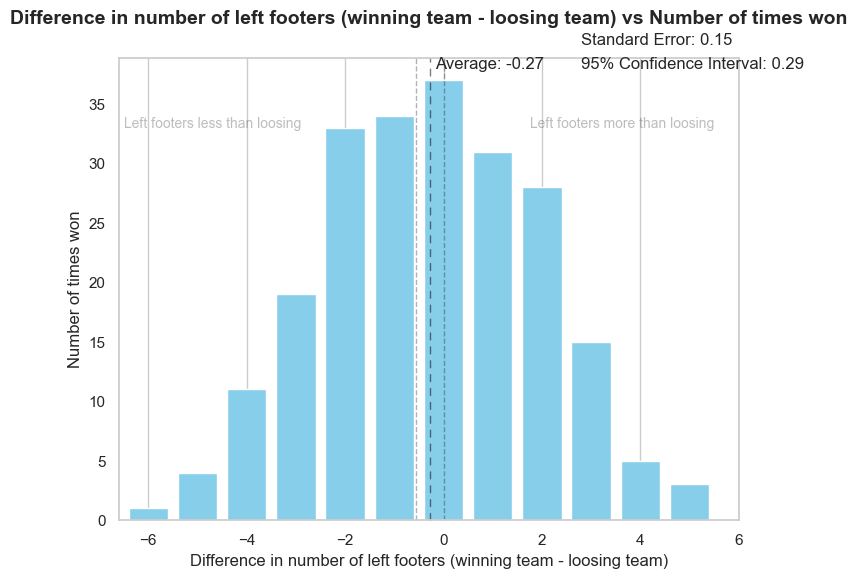 Difference in number of left footers (winning team - loosing team) vs Number of times won
Standard Error: 0.15
Average: -0.27
95% Confidence Interval: 0.29
Left footers less than loosing
Left footers more than loosing
Number of times won
35
30
25
20
15
10
5
0
−6
−4
−2
0
2
4
6
Difference in number of left footers (winning team - loosing team)